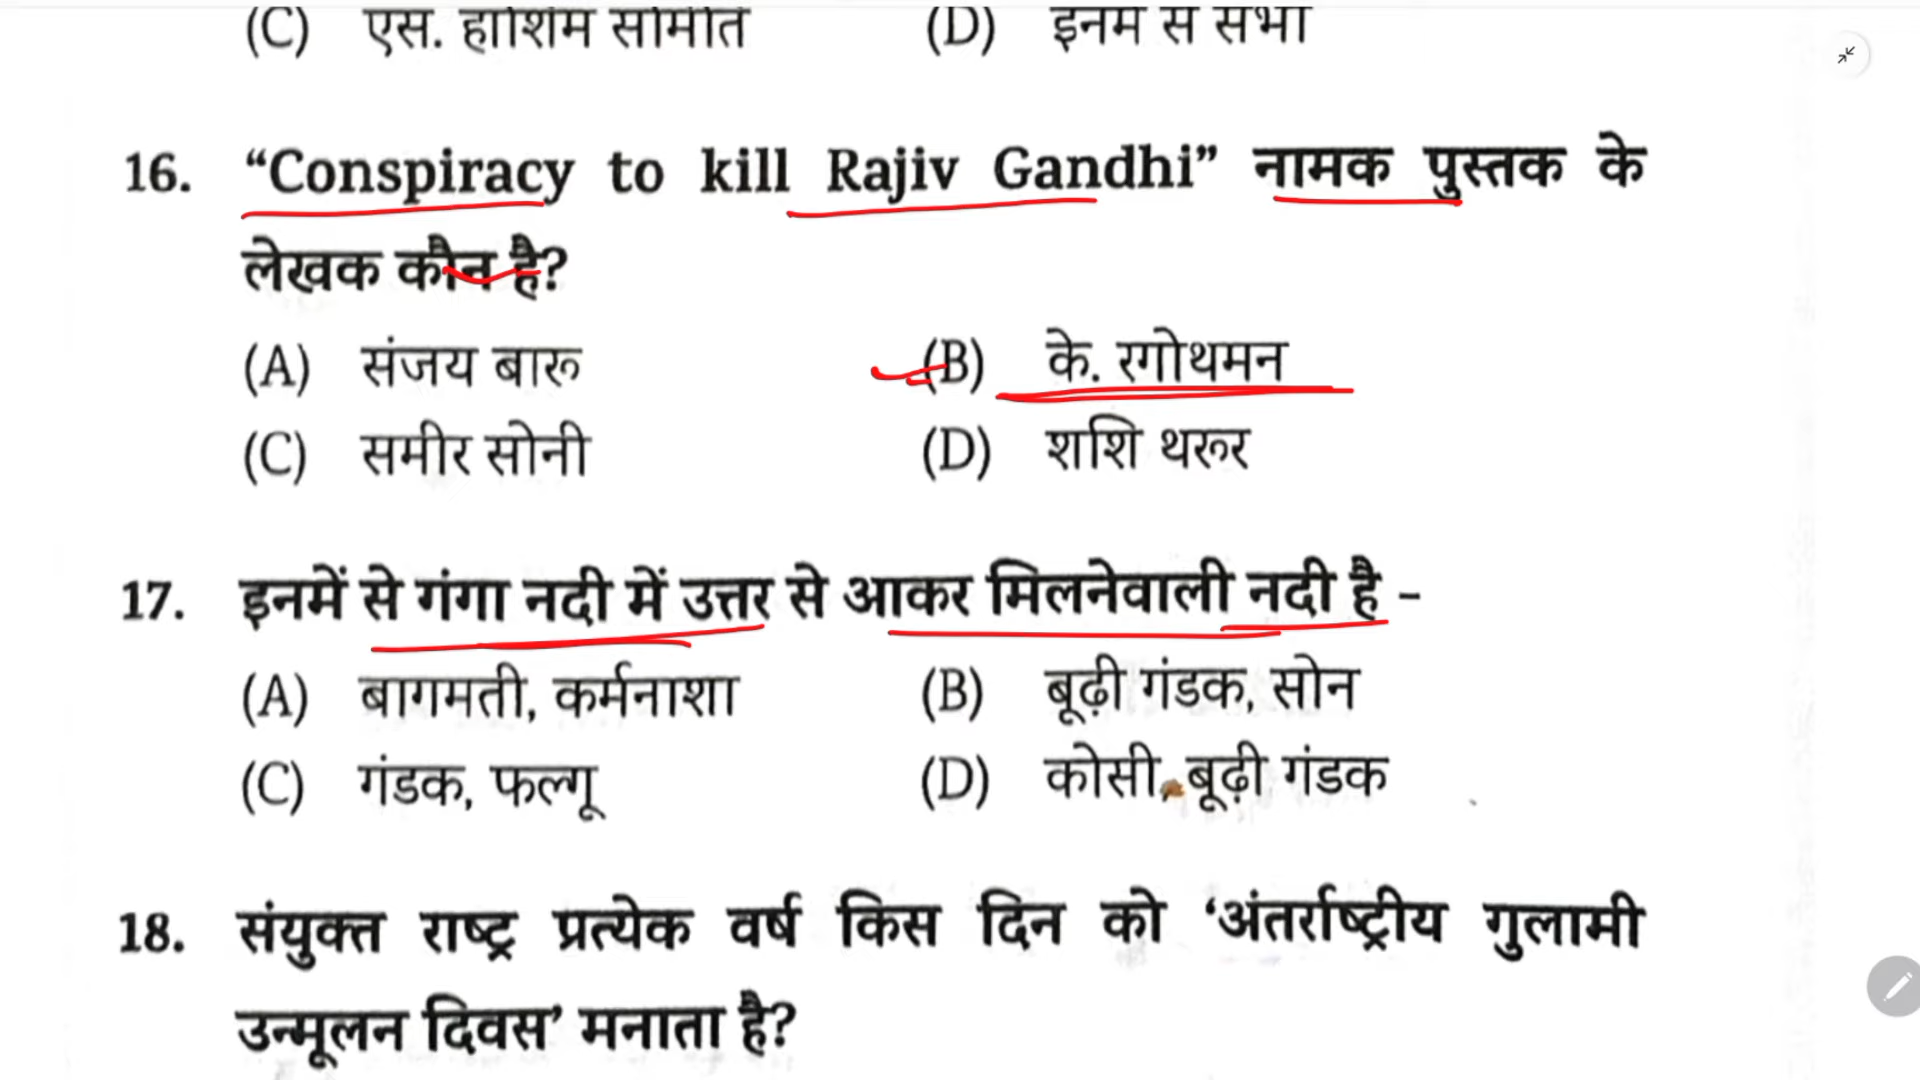 (C) एस. हाशिम समिति (D) इनमें से सभी
16. “Conspiracy to kill Rajiv Gandhi” नामक पुस्तक के
लेखक कौन है?
(A) संजय बारू (B) के. रगोथमन
(C) समीर सोनी (D) शशि थरूर
17. इनमें से गंगा नदी में उत्तर से आकर मिलनेवाली नदी है -
(A) बागमती, कर्मनाशा (B) बूढ़ी गंडक, सोन
(C) गंडक, फल्गू (D) कोसी, बूढ़ी गंडक
18. संयुक्त राष्ट्र प्रत्येक वर्ष किस दिन को ‘अंतर्राष्ट्रीय गुलामी
उन्मूलन दिवस’ मनाता है?